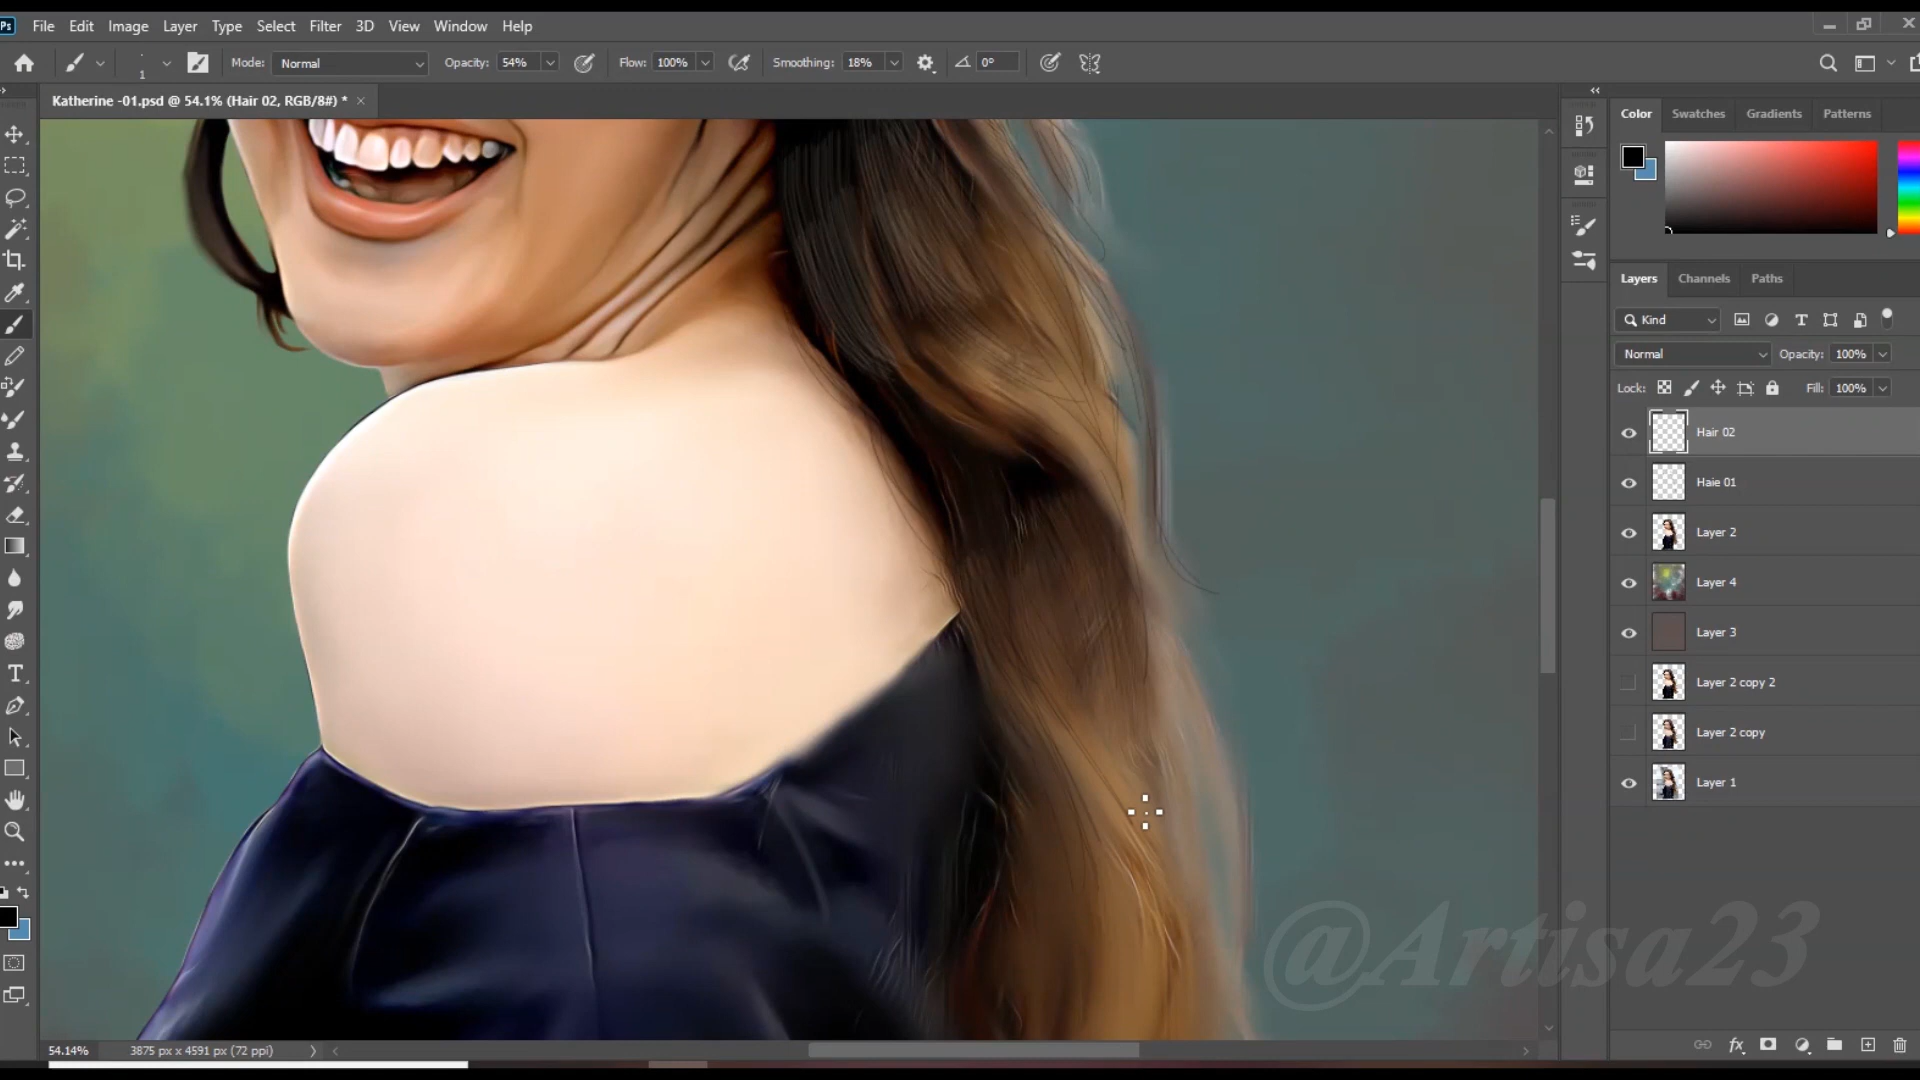 Ps File Edit Image Layer Type Select Filter 3D View Window Help
1 Mode: Normal Opacity: 54% Flow: 100% Smoothing: 18% 0°
Katherine -01.psd @ 54.1% (Hair 02, RGB/8#) *
Color Swatches Gradients Patterns
Layers Channels Paths
Kind
Normal Opacity: 100%
Lock: Fill: 100%
Hair 02
Haie 01
Layer 2
Layer 4
Layer 3
Layer 2 copy 2
Layer 2 copy
Layer 1
@Artisa23
54.14% 3875 px x 4591 px (72 ppi)